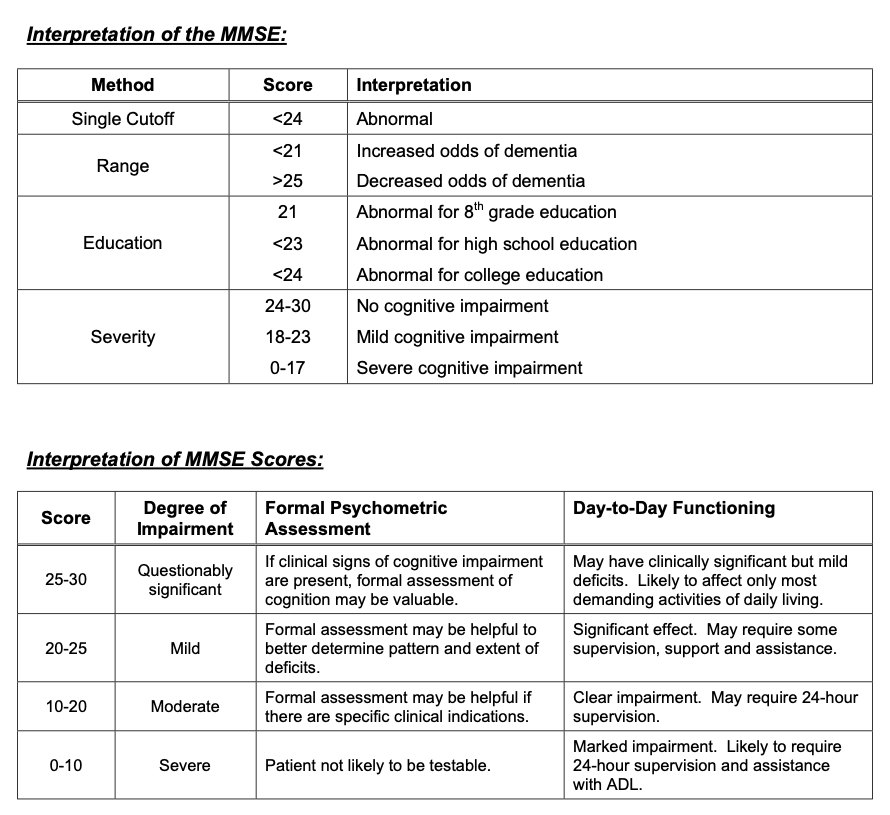 Interpretation of the MMSE:
Method Score Interpretation
Single Cutoff <24 Abnormal
Range
<21 Increased odds of dementia
>25 Decreased odds of dementia
Education
21 Abnormal for 8th grade education
<23 Abnormal for high school education
<24 Abnormal for college education
Severity
24-30 No cognitive impairment
18-23 Mild cognitive impairment
0-17 Severe cognitive impairment
Interpretation of MMSE Scores:
Score
Degree of
Impairment
Formal Psychometric
Assessment
Day-to-Day Functioning
25-30
Questionably
significant
If clinical signs of cognitive impairment
are present, formal assessment of
cognition may be valuable.
May have clinically significant but mild
deficits. Likely to affect only most
demanding activities of daily living.
20-25
Mild
Formal assessment may be helpful to
better determine pattern and extent of
deficits.
Significant effect. May require some
supervision, support and assistance.
10-20
Moderate
Formal assessment may be helpful if
there are specific clinical indications.
Clear impairment. May require 24-hour
supervision.
0-10
Severe
Patient not likely to be testable.
Marked impairment. Likely to require
24-hour supervision and assistance
with ADL.